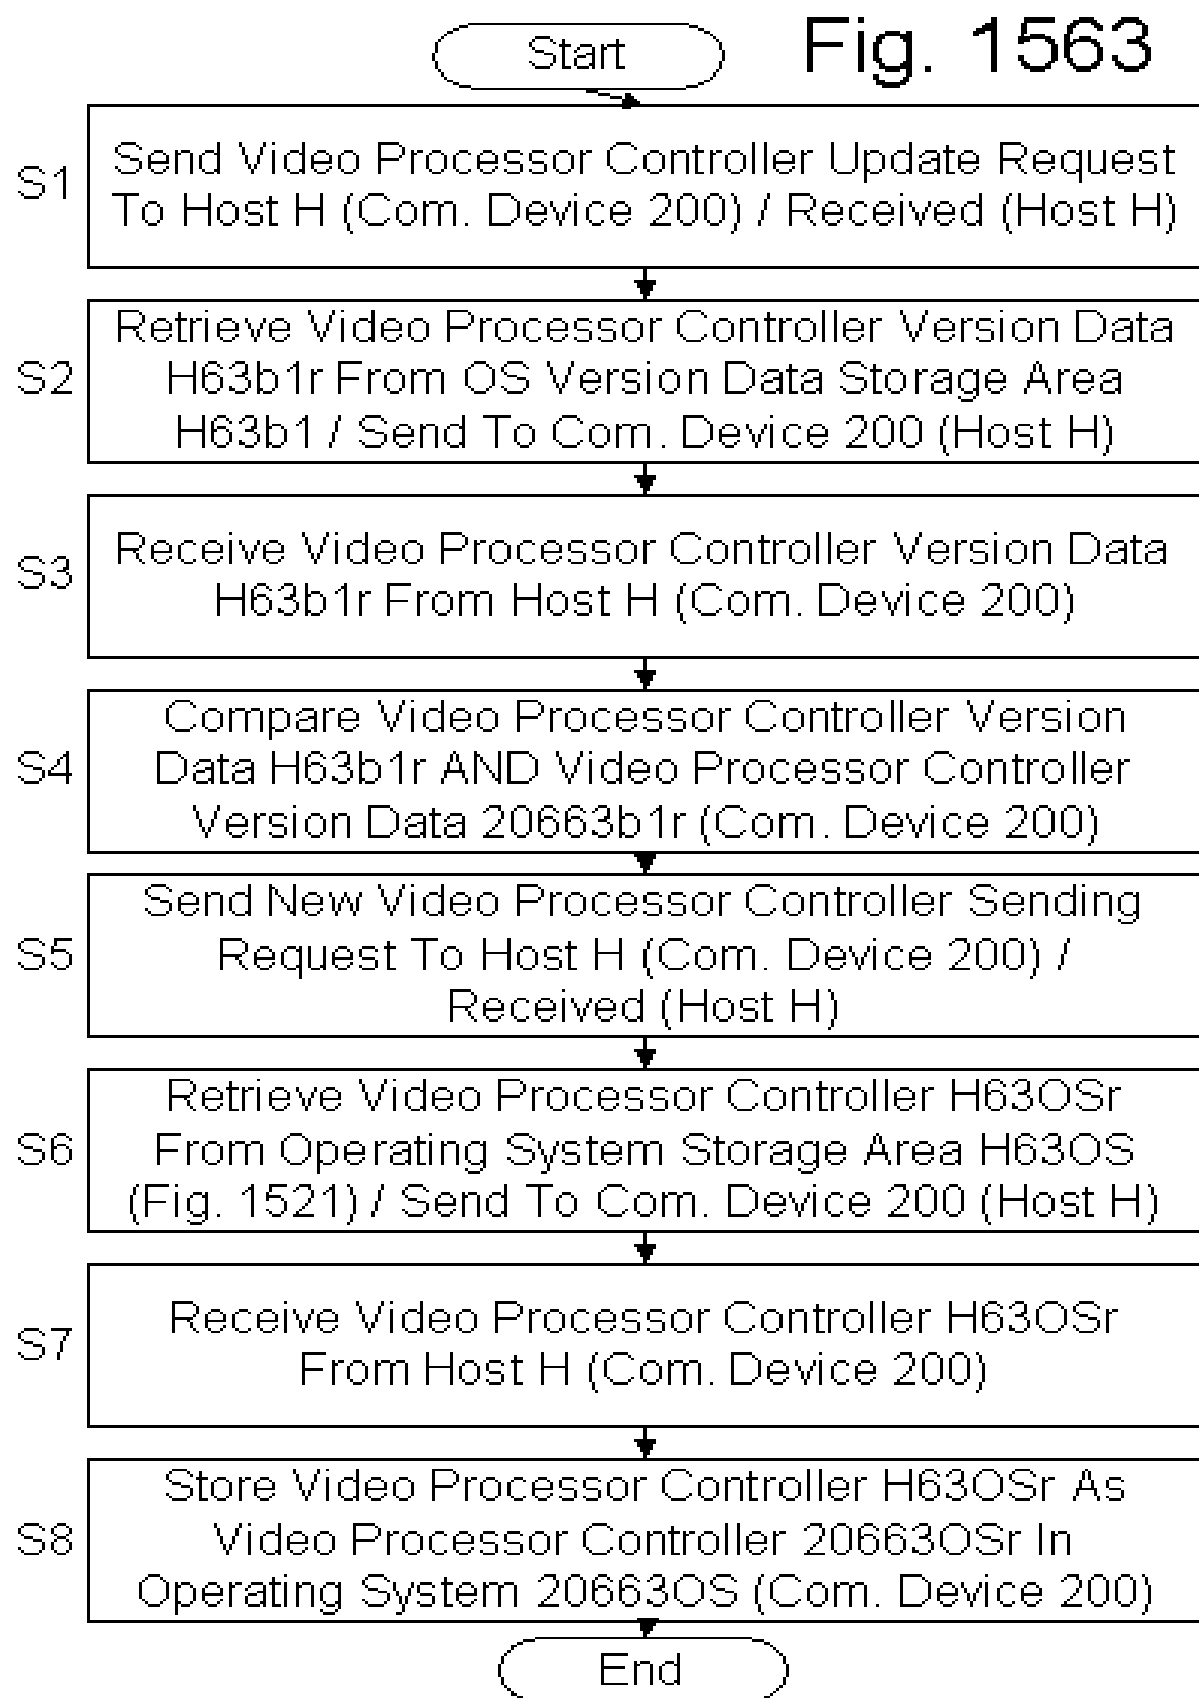 Start
Fig. 1563
S1
Send Video Processor Controller Update Request
To Host H (Com. Device 200) / Received (Host H)
S2
Retrieve Video Processor Controller Version Data
H63b1r From OS Version Data Storage Area
H63b1 / Send To Com. Device 200 (Host H)
S3
Receive Video Processor Controller Version Data
H63b1r From Host H (Com. Device 200)
S4
Compare Video Processor Controller Version
Data H63b1r AND Video Processor Controller
Version Data 20663b1r (Com. Device 200)
S5
Send New Video Processor Controller Sending
Request To Host H (Com. Device 200) /
Received (Host H)
S6
Retrieve Video Processor Controller H63OSr
From Operating System Storage Area H63OS
(Fig. 1521) / Send To Com. Device 200 (Host H)
S7
Receive Video Processor Controller H63OSr
From Host H (Com. Device 200)
S8
Store Video Processor Controller H63OSr As
Video Processor Controller 20663OSr In
Operating System 20663OS (Com. Device 200)
End